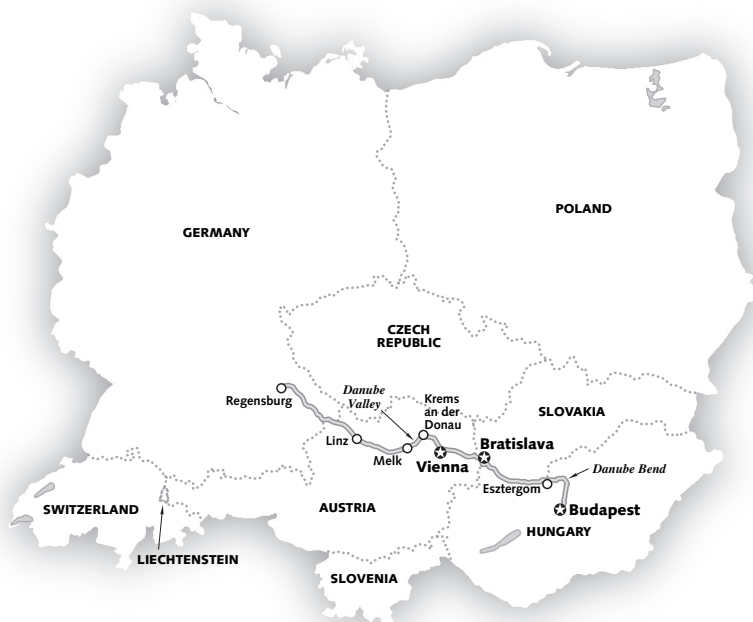 GERMANY
POLAND
CZECH
REPUBLIC
Danube
Valley
Krems
an der
Donau
Regensburg
SLOVAKIA
Linz
Bratislava
Melk
Vienna
Danube Bend
Esztergom
SWITZERLAND
AUSTRIA
Budapest
HUNGARY
LIECHTENSTEIN
SLOVENIA